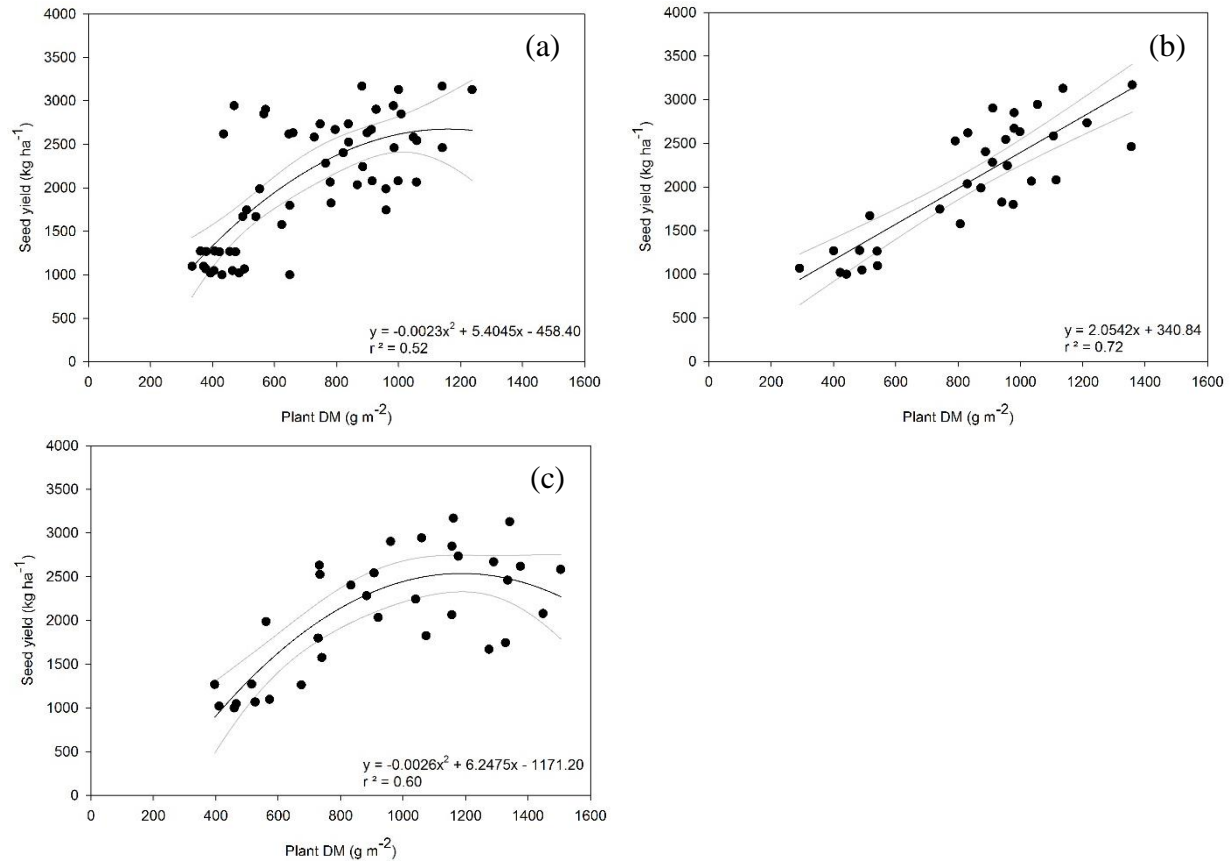 (a)
4000
3500
3000
2500
2000
1500
1000
500
0
Seed yield (kg ha⁻¹)
y = -0.0023x² + 5.4045x - 458.40
r ² = 0.52
0 200 400 600 800 1000 1200 1400 1600
Plant DM (g m⁻²)
(b)
4000
3500
3000
2500
2000
1500
1000
500
0
Seed yield (kg ha⁻¹)
y = 2.0542x + 340.84
r ² = 0.72
0 200 400 600 800 1000 1200 1400 1600
Plant DM (g m⁻²)
(c)
4000
3500
3000
2500
2000
1500
1000
500
0
Seed yield (kg ha⁻¹)
y = -0.0026x² + 6.2475x - 1171.20
r ² = 0.60
0 200 400 600 800 1000 1200 1400 1600
Plant DM (g m⁻²)